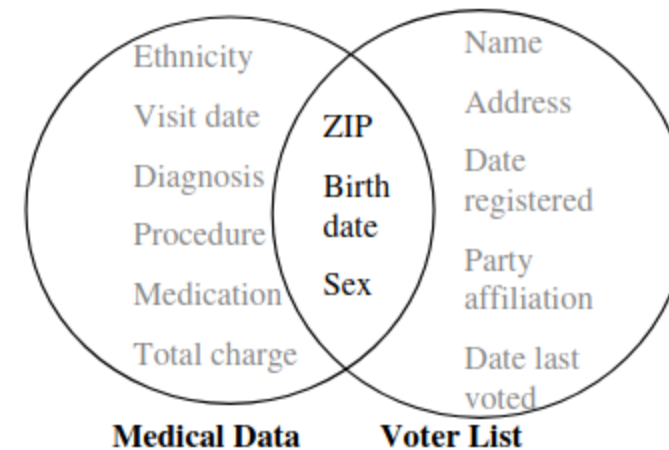 Ethnicity
Visit date
Diagnosis
Procedure
Medication
Total charge
ZIP
Birth
date
Sex
Name
Address
Date
registered
Party
affiliation
Date last
voted
Medical Data
Voter List